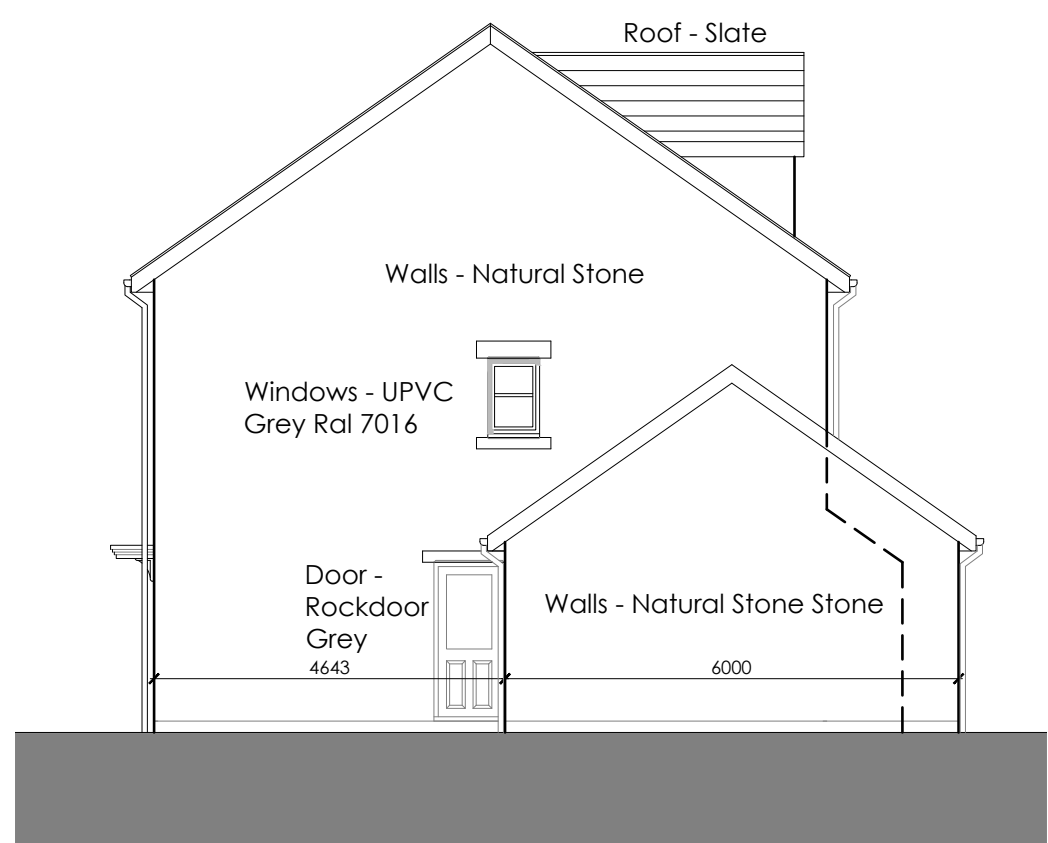 Roof - Slate
Walls - Natural Stone
Windows - UPVC
Grey Ral 7016
Door -
Rockdoor
Grey
Walls - Natural Stone Stone
4643
6000